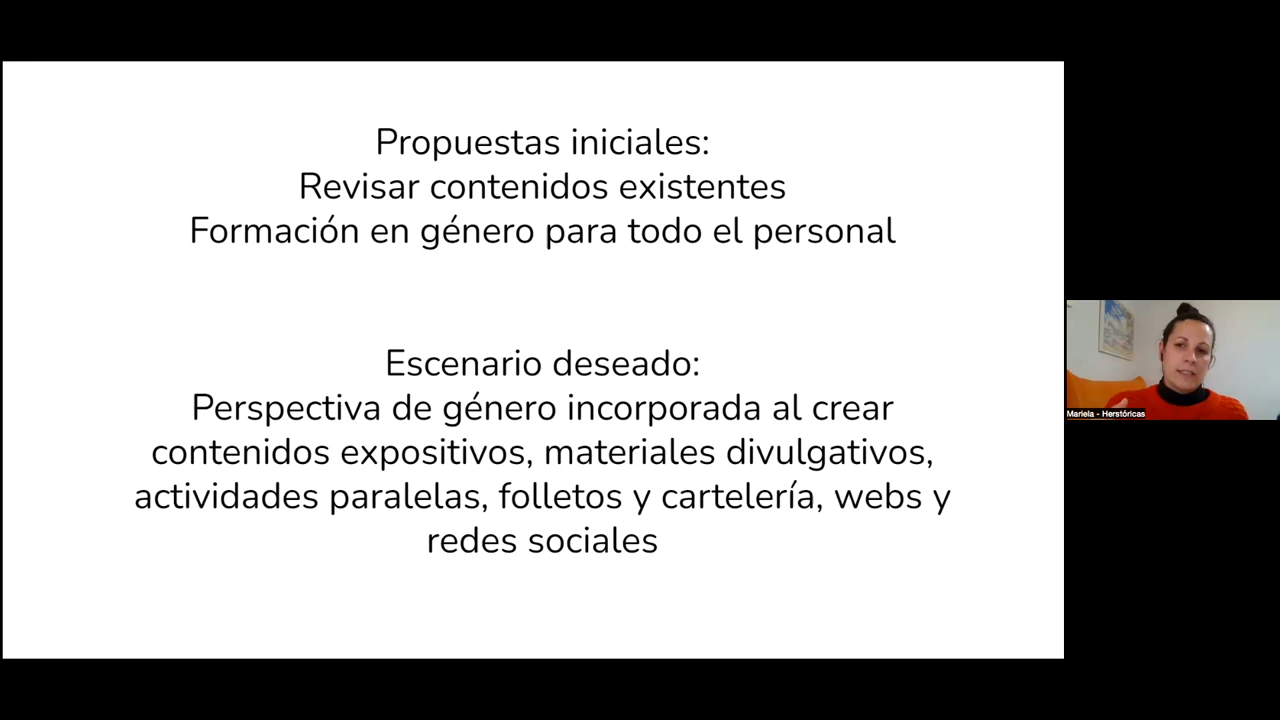 Propuestas iniciales:
Revisar contenidos existentes
Formación en género para todo el personal
Escenario deseado:
Perspectiva de género incorporada al crear
contenidos expositivos, materiales divulgativos,
actividades paralelas, folletos y cartelería, webs y
redes sociales
Mariela - Herstóricas